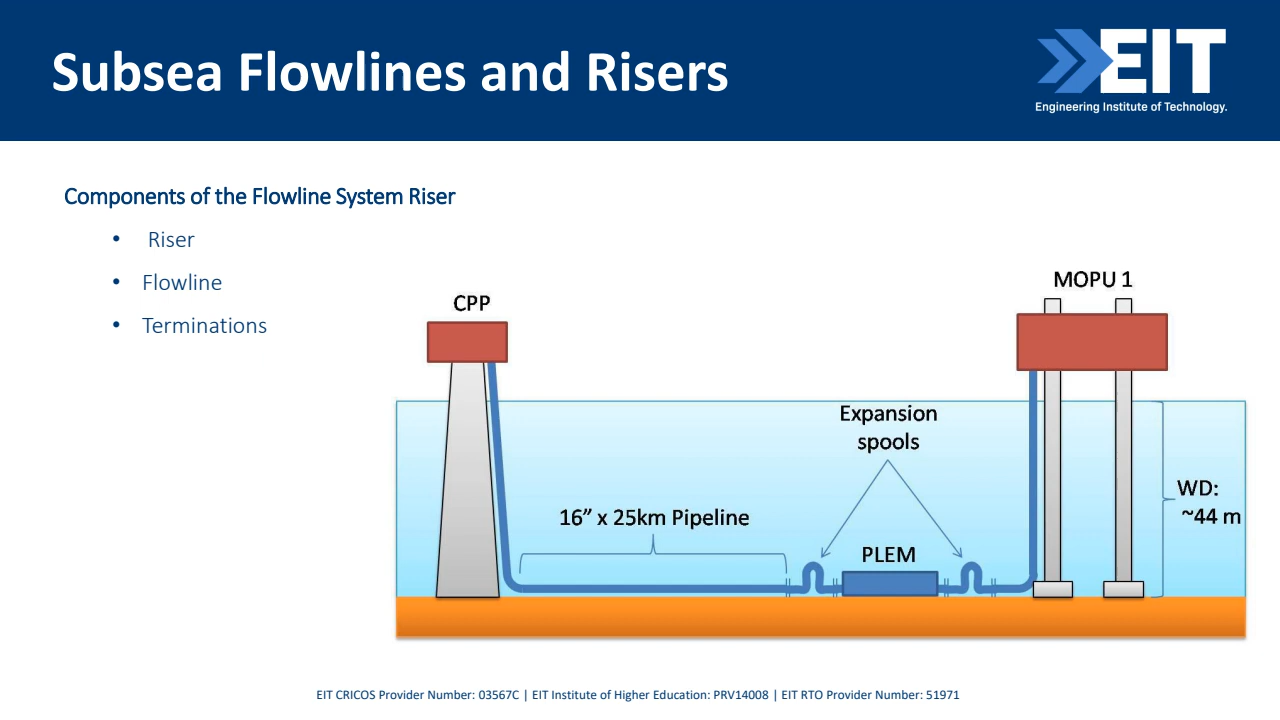 Subsea Flowlines and Risers
EIT
Engineering Institute of Technology.
Components of the Flowline System Riser
• Riser
• Flowline
• Terminations
CPP
MOPU 1
Expansion
spools
WD:
~44 m
16” x 25km Pipeline
PLEM
EIT CRICOS Provider Number: 03567C | EIT Institute of Higher Education: PRV14008 | EIT RTO Provider Number: 51971